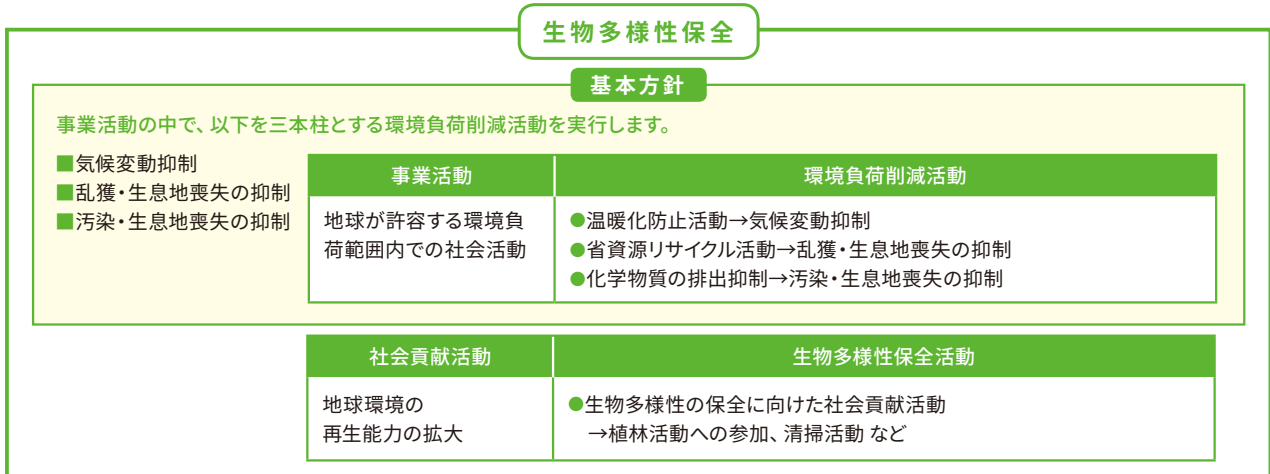 生物多様性保全
基本方針
事業活動の中で、以下を三本柱とする環境負荷削減活動を実行します。
■気候変動抑制
■乱獲・生息地喪失の抑制
■汚染・生息地喪失の抑制
事業活動
環境負荷削減活動
地球が許容する環境負
荷範囲内での社会活動
●温暖化防止活動→気候変動抑制
●省資源リサイクル活動→乱獲・生息地喪失の抑制
●化学物質の排出抑制→汚染・生息地喪失の抑制
社会貢献活動
生物多様性保全活動
地球環境の
再生能力の拡大
●生物多様性の保全に向けた社会貢献活動
→植林活動への参加、清掃活動 など